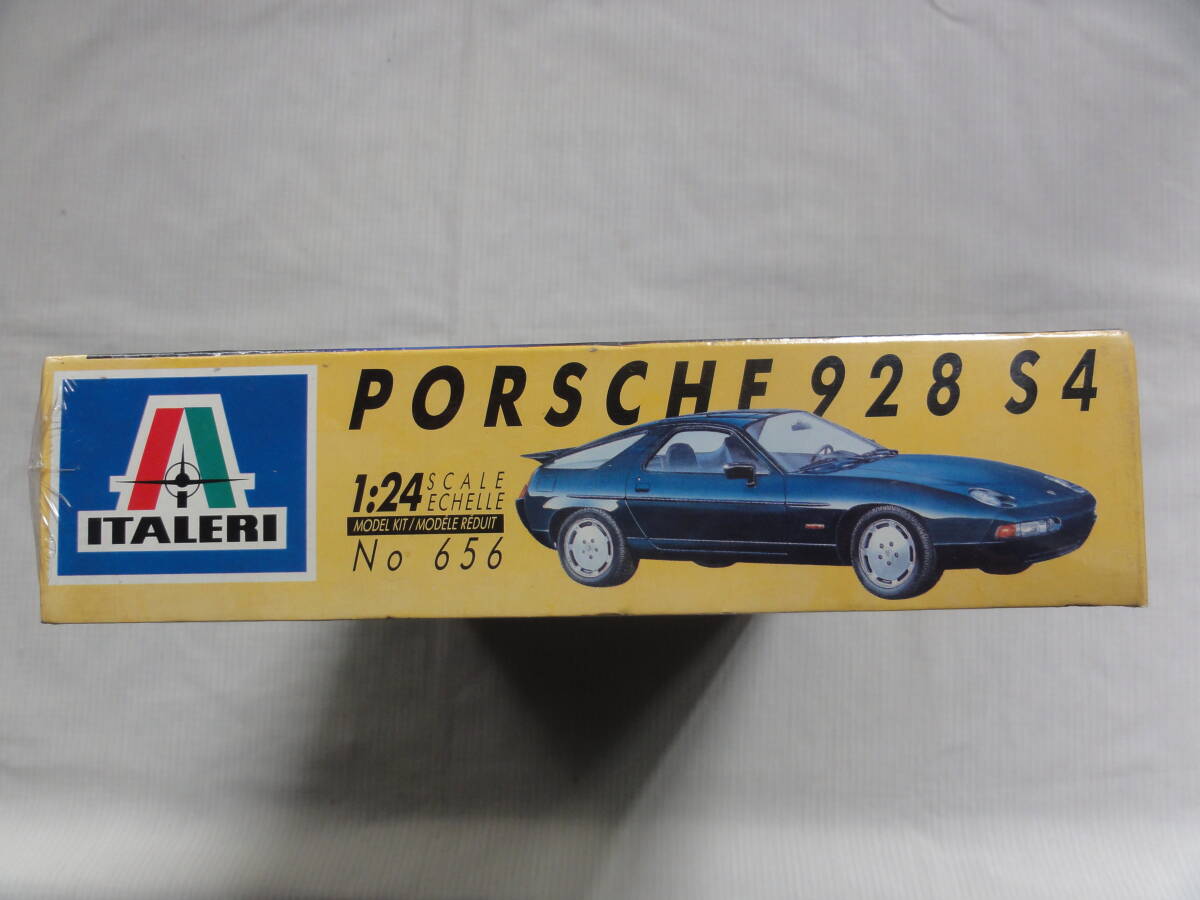 PORSCHE 928 S4
ITALERI
1:24 SCALE
ECHELLE
MODEL KIT/MODÈLE RÉDUIT
No 656